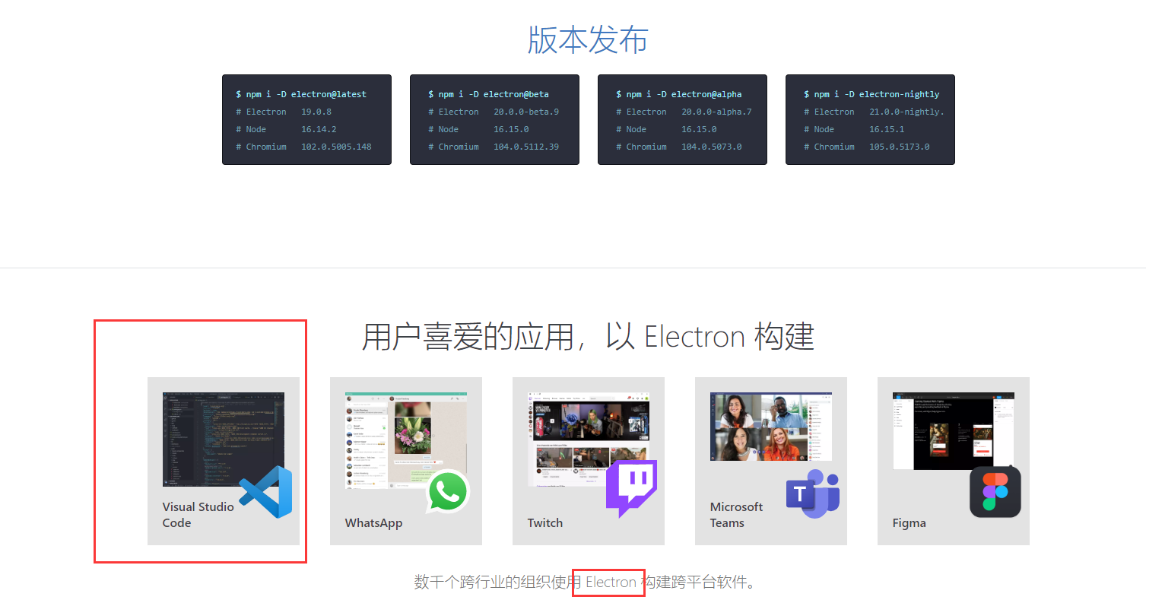 版本发布
$ npm i -D electron@latest
# Electron 19.0.8
# Node 16.14.2
# Chromium 102.0.5005.148
$ npm i -D electron@beta
# Electron 20.0.0-beta.9
# Node 16.15.0
# Chromium 104.0.5112.39
$ npm i -D electron@alpha
# Electron 20.0.0-alpha.7
# Node 16.15.0
# Chromium 104.0.5073.0
$ npm i -D electron-nightly
# Electron 21.0.0-nightly.
# Node 16.15.1
# Chromium 105.0.5173.0
用户喜爱的应用，以 Electron 构建
Visual Studio
Code
WhatsApp
Twitch
Microsoft
Teams
Figma
数千个跨行业的组织使用 Electron 构建跨平台软件。